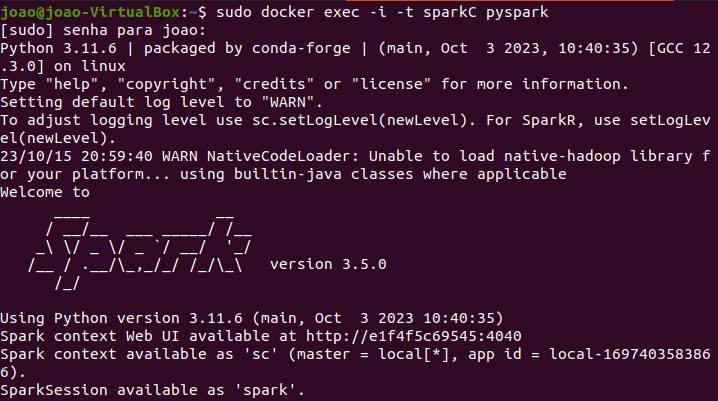 joao@joao-VirtualBox:~$ sudo docker exec -i -t sparkC pyspark
[sudo] senha para joao:
Python 3.11.6 | packaged by conda-forge | (main, Oct  3 2023, 10:40:35) [GCC 12
.3.0] on linux
Type "help", "copyright", "credits" or "license" for more information.
Setting default log level to "WARN".
To adjust logging level use sc.setLogLevel(newLevel). For SparkR, use setLogLev
el(newLevel).
23/10/15 20:59:40 WARN NativeCodeLoader: Unable to load native-hadoop library f
or your platform... using builtin-java classes where applicable
Welcome to
      ____              __
     / __/__  ___ _____/ /__
    _\ \/ _ \/ _ `/ __/  '_/
   /__ / .__/\_,_/_/ /_/\_\   version 3.5.0
      /_/
Using Python version 3.11.6 (main, Oct  3 2023 10:40:35)
Spark context Web UI available at http://e1f4f5c69545:4040
Spark context available as 'sc' (master = local[*], app id = local-169740358386
6).
SparkSession available as 'spark'.